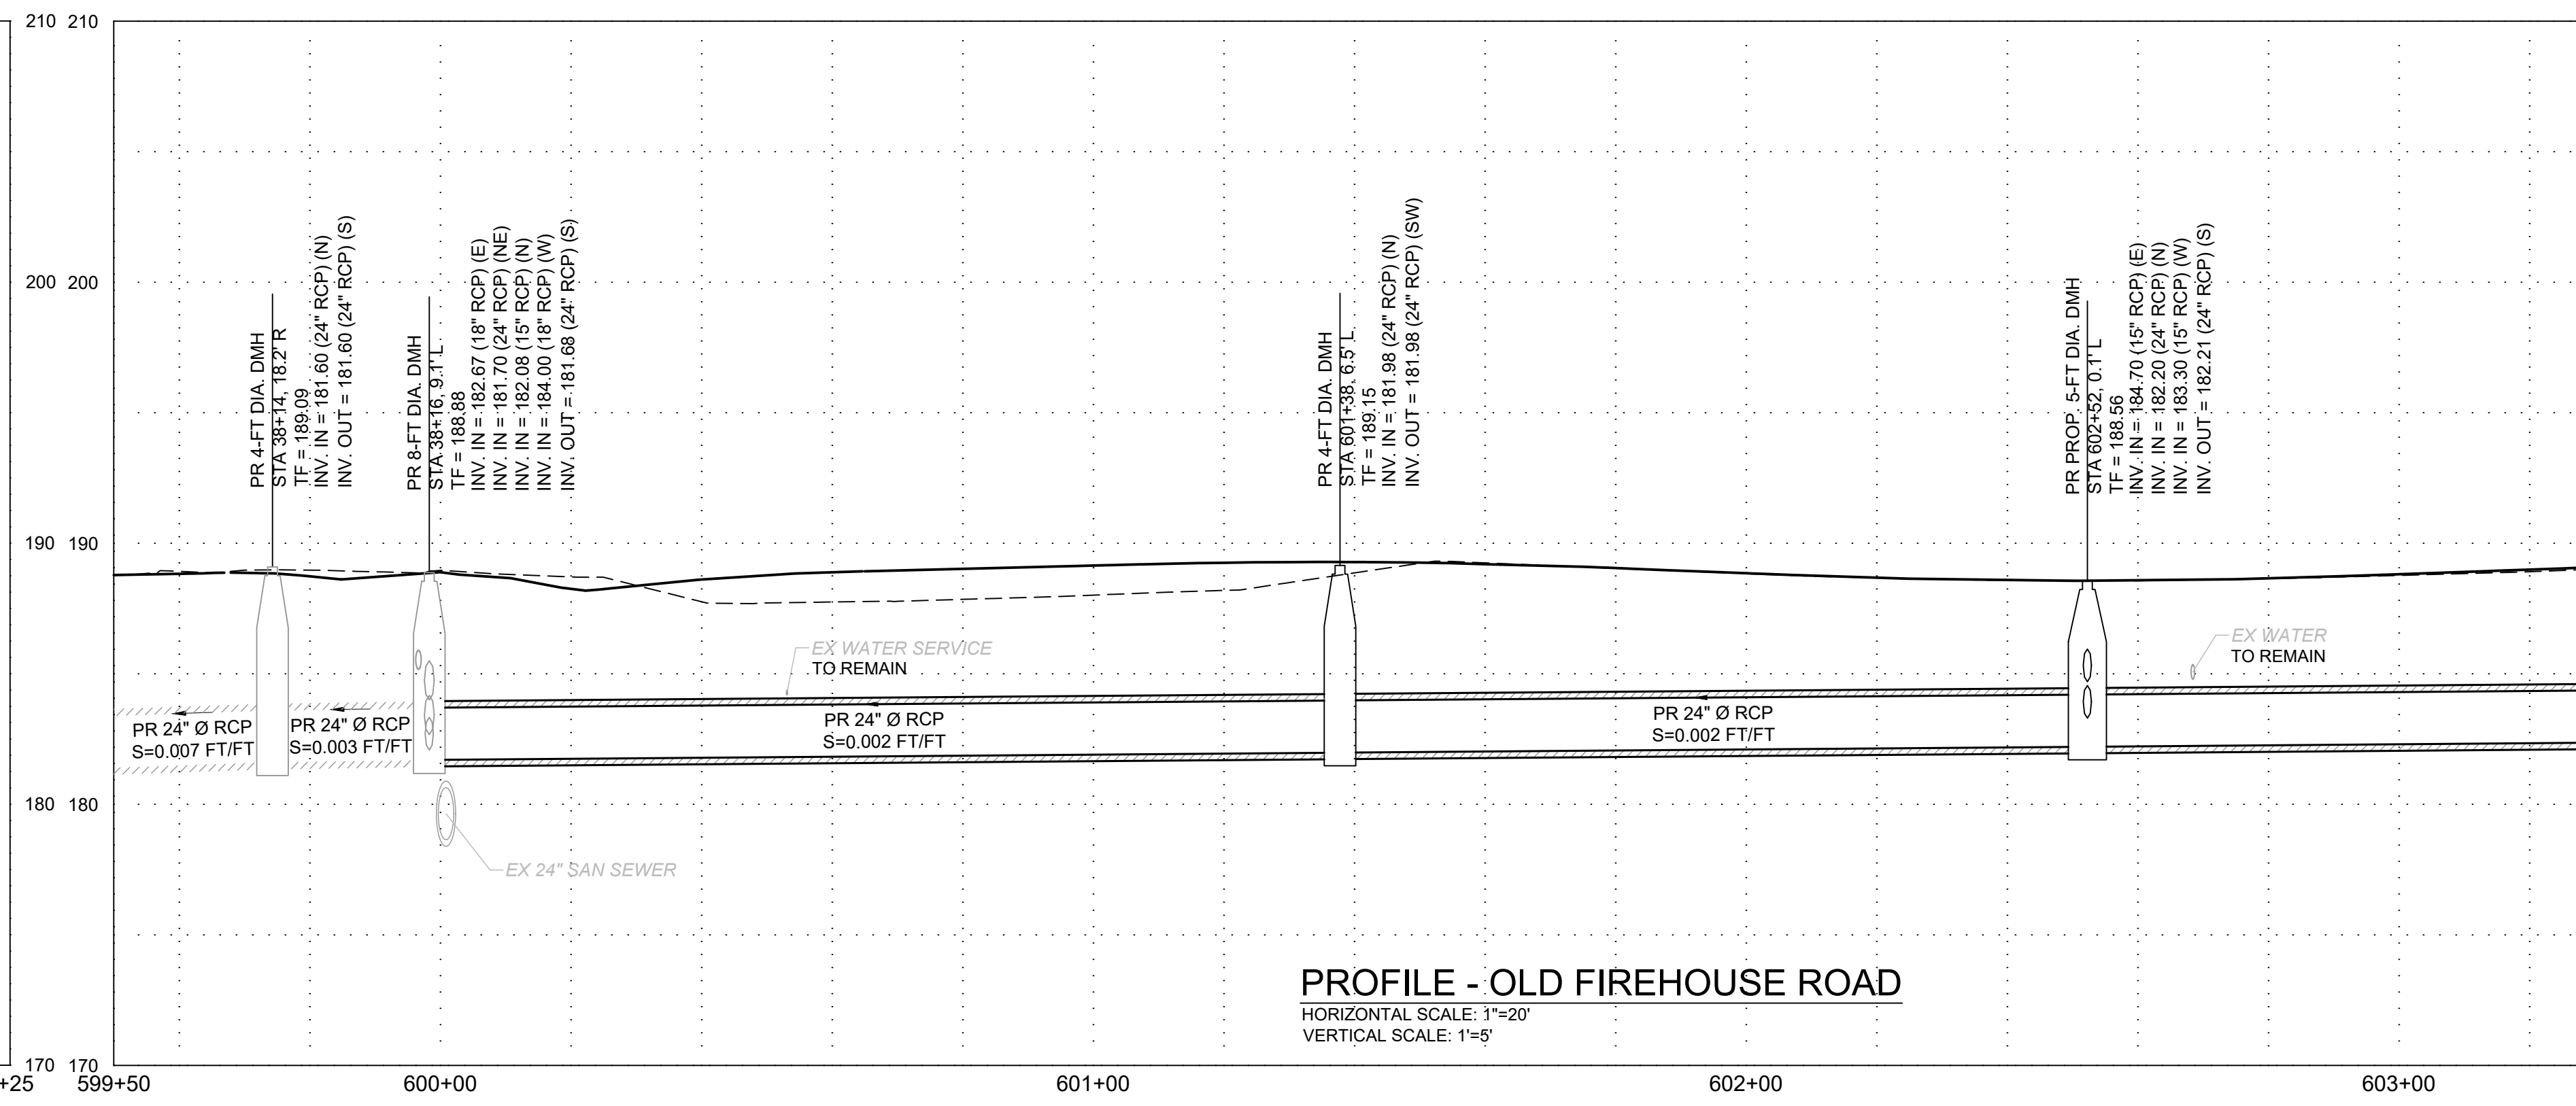 210 210
200 200
190 190
180 180
170 170
PR 4-FT DIA. DMH
STA 38+14, 18.2' R
TF = 189.09
INV. IN = 181.60 (24" RCP) (N)
INV. OUT = 181.60 (24" RCP) (S)
PR 8-FT DIA. DMH
STA 38+16, 9.1' L
TF = 188.88
INV. IN = 182.67 (18" RCP) (E)
INV. IN = 181.70 (24" RCP) (NE)
INV. IN = 182.08 (15" RCP) (N)
INV. IN = 184.00 (18" RCP) (W)
INV. OUT = 181.68 (24" RCP) (S)
PR 4-FT DIA. DMH
STA 601+38, 6.5' L
TF = 189.15
INV. IN = 181.98 (24" RCP) (N)
INV. OUT = 181.98 (24" RCP) (SW)
PR PROP. 5-FT DIA. DMH
STA 602+52, 0.1' L
TF = 188.56
INV. IN = 184.70 (15" RCP) (E)
INV. IN = 182.20 (24" RCP) (N)
INV. IN = 183.30 (15" RCP) (W)
INV. OUT = 182.21 (24" RCP) (S)
EX WATER SERVICE
TO REMAIN
EX WATER
TO REMAIN
PR 24" Ø RCP
S=0.007 FT/FT
PR 24" Ø RCP
S=0.003 FT/FT
PR 24" Ø RCP
S=0.002 FT/FT
PR 24" Ø RCP
S=0.002 FT/FT
EX 24" SAN SEWER
PROFILE - OLD FIREHOUSE ROAD
HORIZONTAL SCALE: 1"=20'
VERTICAL SCALE: 1'=5'
+25 599+50 600+00 601+00 602+00 603+00